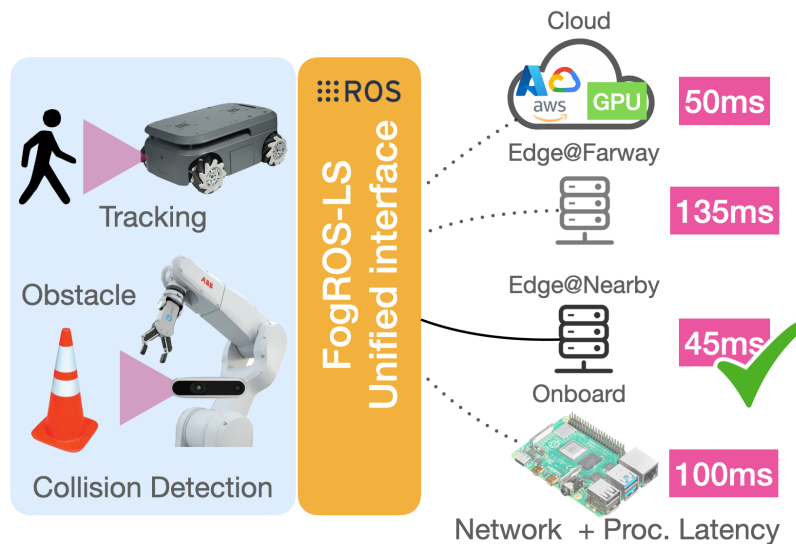 Cloud
ROS
aws
GPU
50ms
Edge@Farway
135ms
Tracking
FogROS-LS
Unified interface
Edge@Nearby
Obstacle
ABB
45ms
Onboard
100ms
Collision Detection
Network + Proc. Latency